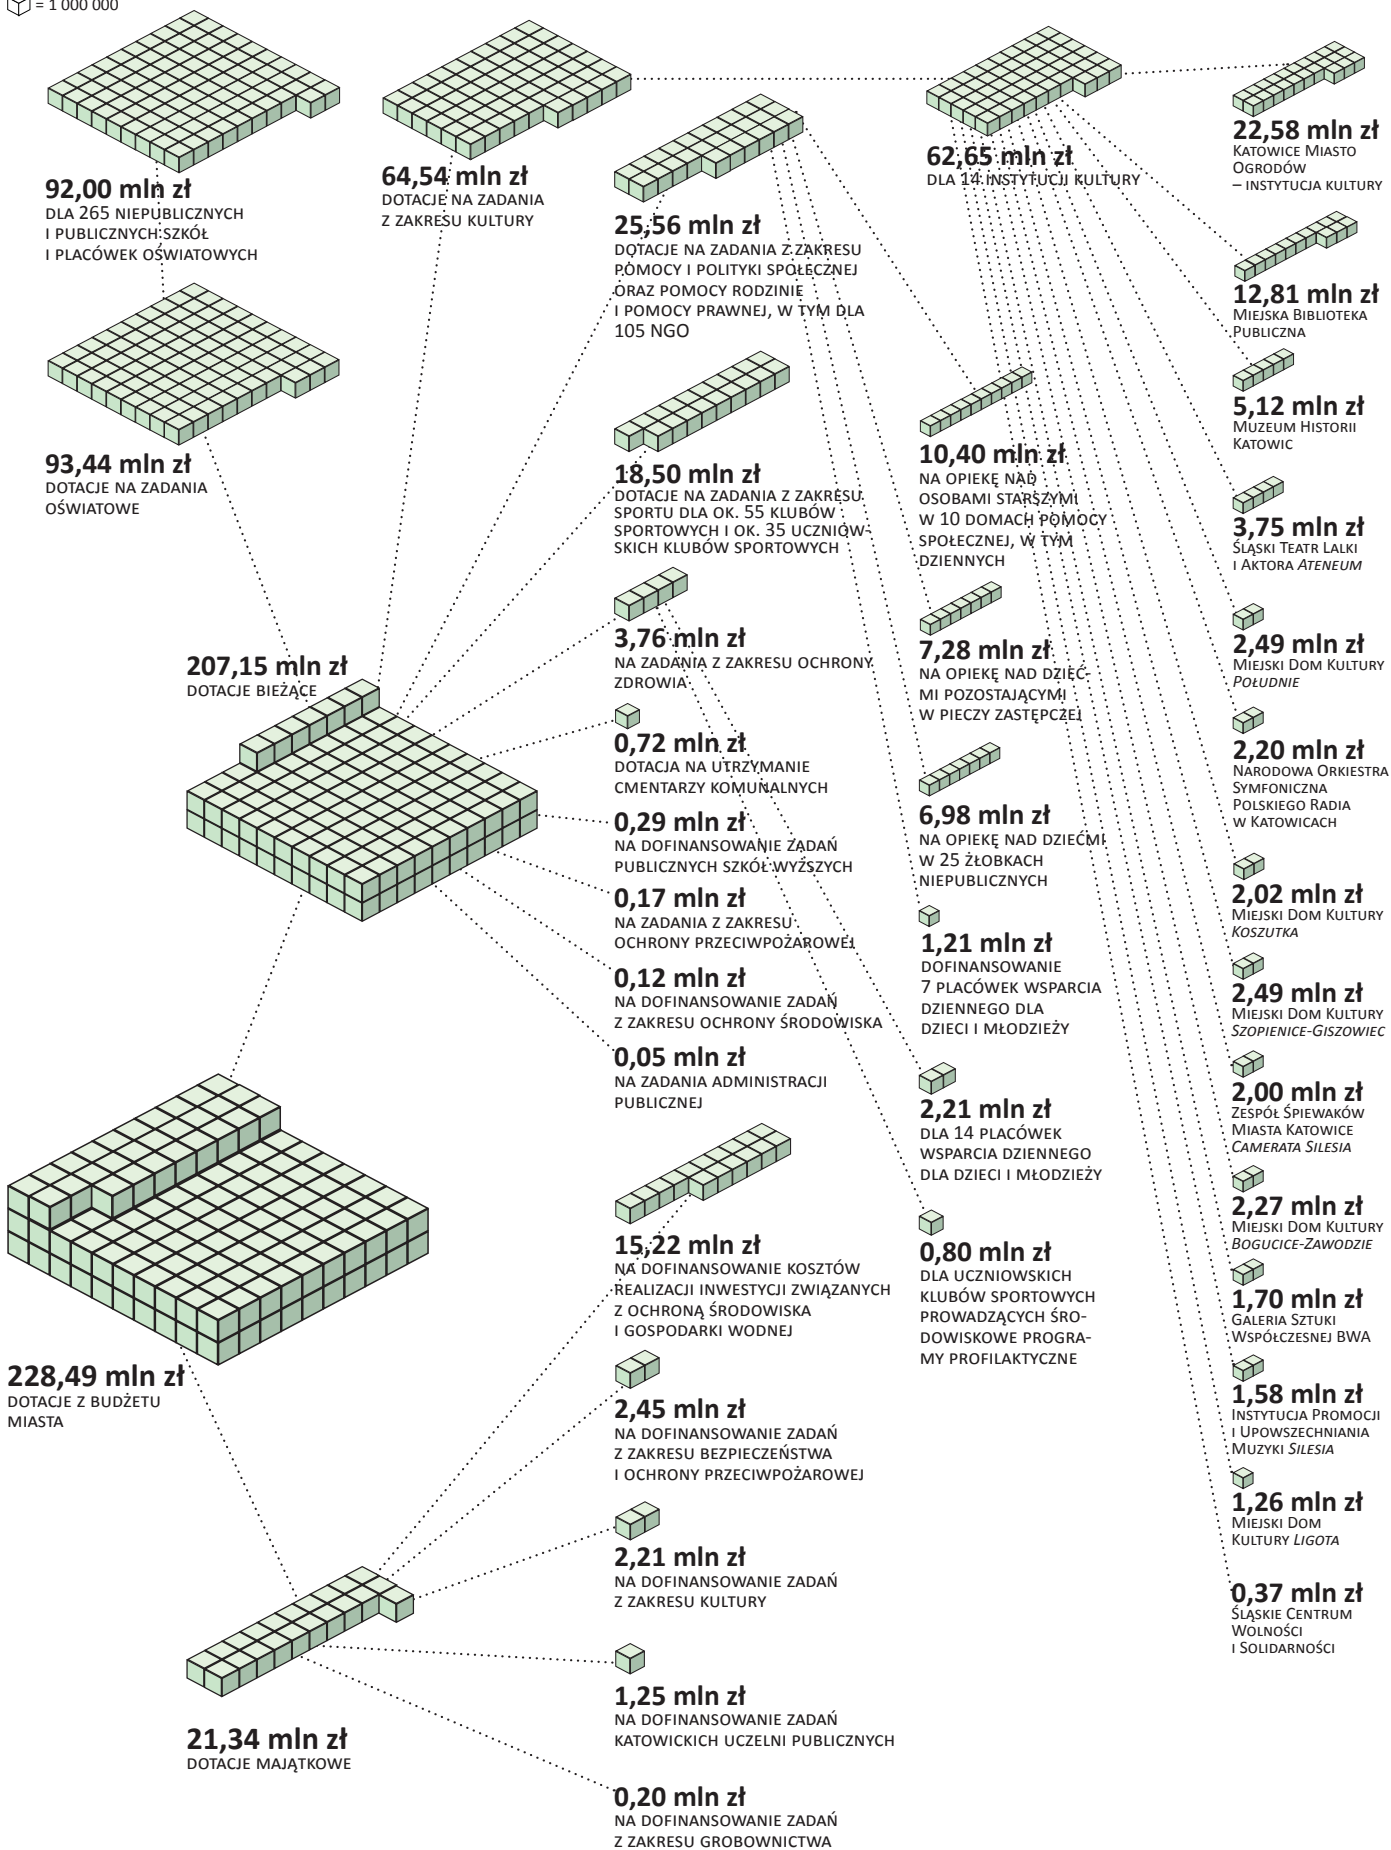 = 1 000 000
92,00 mln zł
DLA 265 NIEPUBLICZNYCH
I PUBLICZNYCH SZKÓŁ
I PLACÓWEK OŚWIATOWYCH
93,44 mln zł
DOTACJE NA ZADANIA
OŚWIATOWE
207,15 mln zł
DOTACJE BIEŻĄCE
228,49 mln zł
DOTACJE Z BUDŻETU
MIASTA
21,34 mln zł
DOTACJE MAJĄTKOWE
64,54 mln zł
DOTACJE NA ZADANIA
Z ZAKRESU KULTURY
25,56 mln zł
DOTACJE NA ZADANIA Z ZAKRESU
POMOCY I POLITYKI SPOŁECZNEJ
ORAZ POMOCY RODZINIE
I POMOCY PRAWNEJ, W TYM DLA
105 NGO
18,50 mln zł
DOTACJE NA ZADANIA Z ZAKRESU
SPORTU DLA OK. 55 KLUBÓW
SPORTOWYCH I OK. 35 UCZNIOW-
SKICH KLUBÓW SPORTOWYCH
3,76 mln zł
NA ZADANIA Z ZAKRESU OCHRONY
ZDROWIA
0,72 mln zł
DOTACJA NA UTRZYMANIE
CMENTARZY KOMUNALNYCH
0,29 mln zł
NA DOFINANSOWANIE ZADAŃ
PUBLICZNYCH SZKÓŁ WYŻSZYCH
0,17 mln zł
NA ZADANIA Z ZAKRESU
OCHRONY PRZECIWPOŻAROWEJ
0,12 mln zł
NA DOFINANSOWANIE ZADAŃ
Z ZAKRESU OCHRONY ŚRODOWISKA
0,05 mln zł
NA ZADANIA ADMINISTRACJI
PUBLICZNEJ
15,22 mln zł
NA DOFINANSOWANIE KOSZTÓW
REALIZACJI INWESTYCJI ZWIĄZANYCH
Z OCHRONĄ ŚRODOWISKA
I GOSPODARKI WODNEJ
2,45 mln zł
NA DOFINANSOWANIE ZADAŃ
Z ZAKRESU BEZPIECZEŃSTWA
I OCHRONY PRZECIWPOŻAROWEJ
2,21 mln zł
NA DOFINANSOWANIE ZADAŃ
Z ZAKRESU KULTURY
1,25 mln zł
NA DOFINANSOWANIE ZADAŃ
KATOWICKICH UCZELNI PUBLICZNYCH
0,20 mln zł
NA DOFINANSOWANIE ZADAŃ
Z ZAKRESU GROBOWNICTWA
62,65 mln zł
DLA 14 INSTYTUCJI KULTURY
10,40 mln zł
NA OPIEKĘ NAD
OSOBAMI STARSZYMI
W 10 DOMACH POMOCY
SPOŁECZNEJ, W TYM
DZIENNYCH
7,28 mln zł
NA OPIEKĘ NAD DZIEĆ-
MI POZOSTAJĄCYMI
W PIECZY ZASTĘPCZEJ
6,98 mln zł
NA OPIEKĘ NAD DZIEĆMI
W 25 ŻŁOBKACH
NIEPUBLICZNYCH
1,21 mln zł
DOFINANSOWANIE
7 PLACÓWEK WSPARCIA
DZIENNEGO DLA
DZIECI I MŁODZIEŻY
2,21 mln zł
DLA 14 PLACÓWEK
WSPARCIA DZIENNEGO
DLA DZIECI I MŁODZIEŻY
0,80 mln zł
DLA UCZNIOWSKICH
KLUBÓW SPORTOWYCH
PROWADZĄCYCH ŚRO-
DOWISKOWE PROGRA-
MY PROFILAKTYCZNE
22,58 mln zł
KATOWICE MIASTO
OGRODÓW
– INSTYTUCJA KULTURY
12,81 mln zł
MIEJSKA BIBLIOTEKA
PUBLICZNA
5,12 mln zł
MUZEUM HISTORII
KATOWIC
3,75 mln zł
ŚLĄSKI TEATR LALKI
I AKTORA ATENEUM
2,49 mln zł
MIEJSKI DOM KULTURY
POŁUDNIE
2,20 mln zł
NARODOWA ORKIESTRA
SYMFONICZNA
POLSKIEGO RADIA
W KATOWICACH
2,02 mln zł
MIEJSKI DOM KULTURY
KOSZUTKA
2,49 mln zł
MIEJSKI DOM KULTURY
SZOPIENICE-GISZOWIEC
2,00 mln zł
ZESPÓŁ ŚPIEWAKÓW
MIASTA KATOWICE
CAMERATA SILESIA
2,27 mln zł
MIEJSKI DOM KULTURY
BOGUCICE-ZAWODZIE
1,70 mln zł
GALERIA SZTUKI
WSPÓŁCZESNEJ BWA
1,58 mln zł
INSTYTUCJA PROMOCJI
I UPOWSZECHNIANIA
MUZYKI SILESIA
1,26 mln zł
MIEJSKI DOM
KULTURY LIGOTA
0,37 mln zł
ŚLĄSKIE CENTRUM
WOLNOŚCI
I SOLIDARNOŚCI